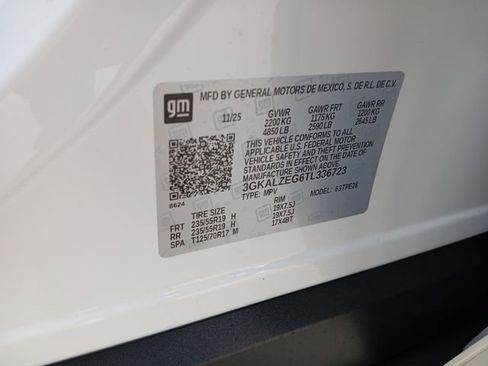 gm
MFD BY GENERAL MOTORS DE MEXICO, S. DE R.L. DE C.V.
11/25 GVWR GAWR FRT GAWR RR
2200 KG 1175 KG 1200 KG
4850 LB 2590 LB 2645 LB
THIS VEHICLE CONFORMS TO ALL APPLICABLE U.S. FEDERAL MOTOR
VEHICLE SAFETY, BUMPER, AND THEFT PREVENTION STANDARDS IN
EFFECT ON THE DATE OF MANUFACTURE SHOWN ABOVE.
3GKALZEG6TL336723
TYPE: MPV MODEL: 63TPE26
8624
TIRE SIZE RIM
FRT 235/55R19 H 19X7.5J
RR 235/55R19 H 19X7.5J
SPA T125/70R17 M 17X4BT